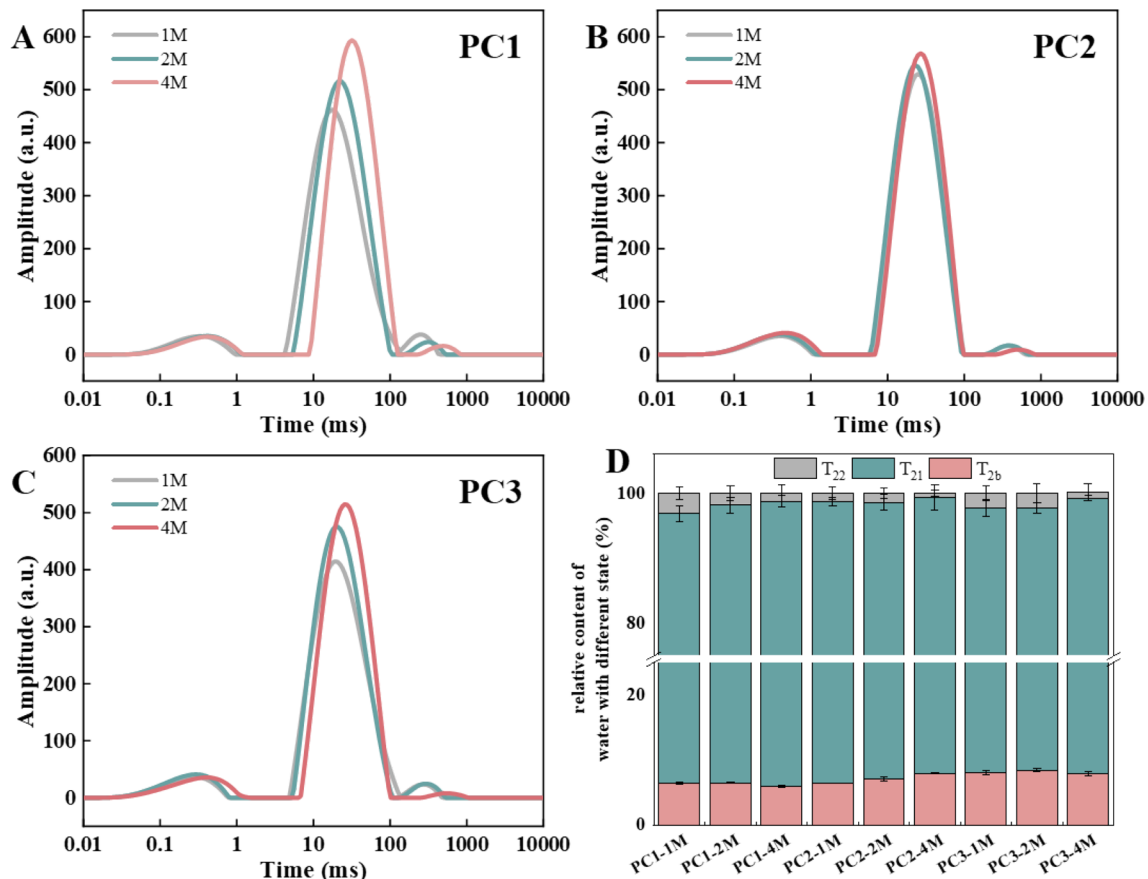 A
PC1
1M
2M
4M
600
500
400
300
200
100
0
Amplitude (a.u.)
0.01 0.1 1 10 100 1000 10000
Time (ms)
B
PC2
1M
2M
4M
600
500
400
300
200
100
0
Amplitude (a.u.)
0.01 0.1 1 10 100 1000 10000
Time (ms)
C
PC3
1M
2M
4M
600
500
400
300
200
100
0
Amplitude (a.u.)
0.01 0.1 1 10 100 1000 10000
Time (ms)
D
T22 T21 T2b
100
80
20
0
relative content of
water with different state (%)
PC1-1M PC1-2M PC1-4M PC2-1M PC2-2M PC2-4M PC3-1M PC3-2M PC3-4M